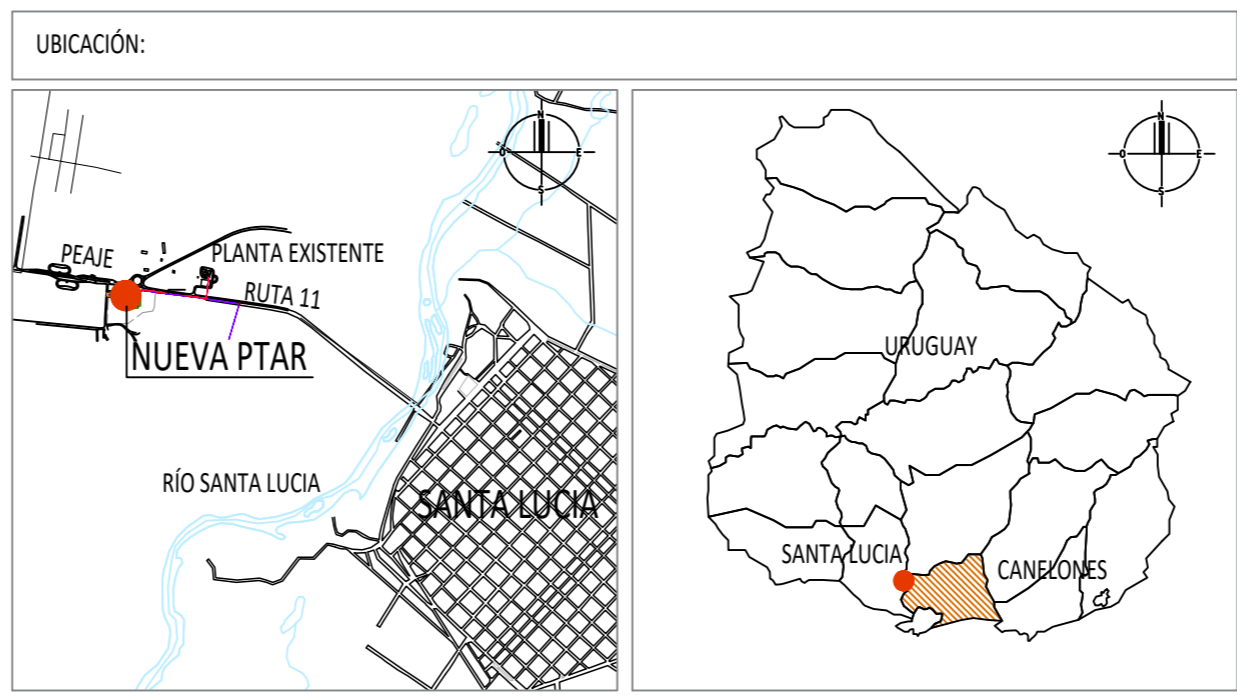 UBICACIÓN:
N
O
E
S
PEAJE
PLANTA EXISTENTE
RUTA 11
NUEVA PTAR
RÍO SANTA LUCIA
SANTA LUCIA
N
O
E
S
URUGUAY
SANTA LUCIA
CANELONES